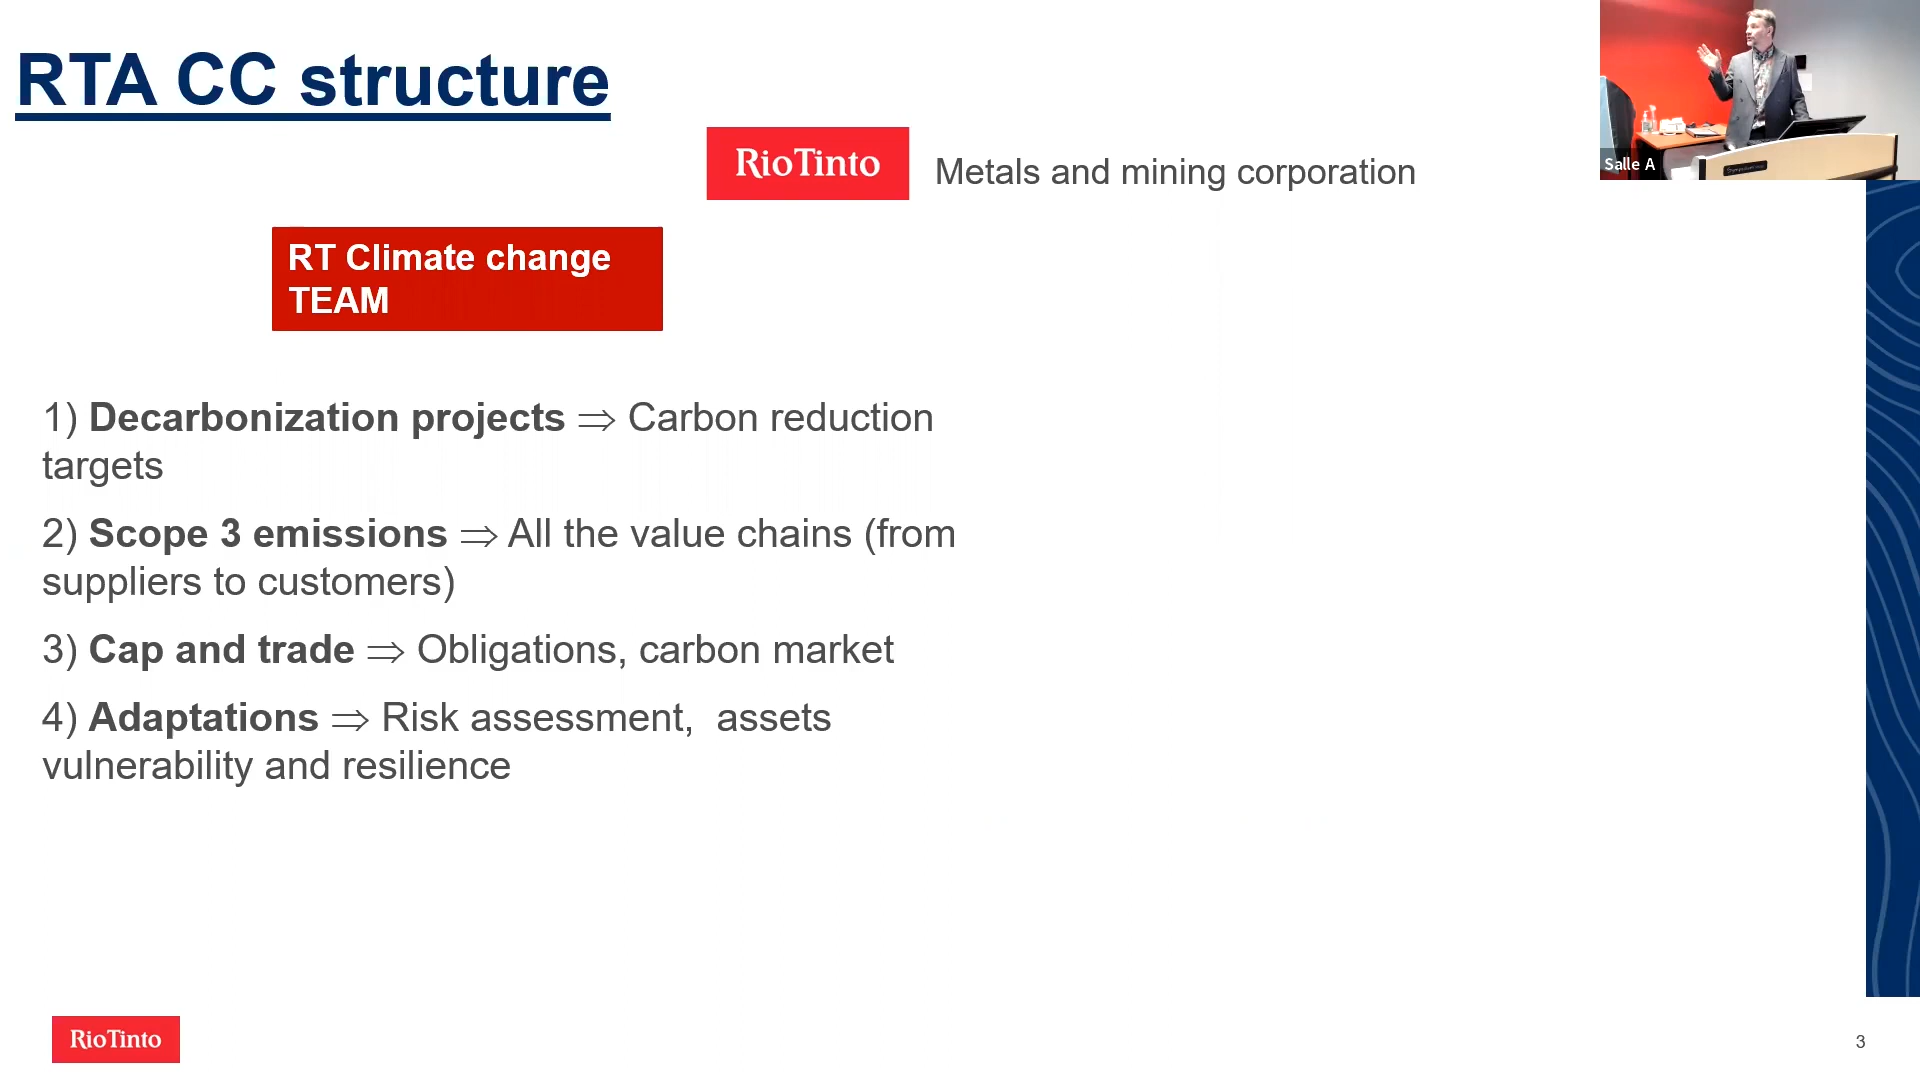 RTA CC structure
RioTinto
Metals and mining corporation
Salle A
RT Climate change
TEAM
1) Decarbonization projects ⇒ Carbon reduction
targets
2) Scope 3 emissions ⇒ All the value chains (from
suppliers to customers)
3) Cap and trade ⇒ Obligations, carbon market
4) Adaptations ⇒ Risk assessment,  assets
vulnerability and resilience
RioTinto
3